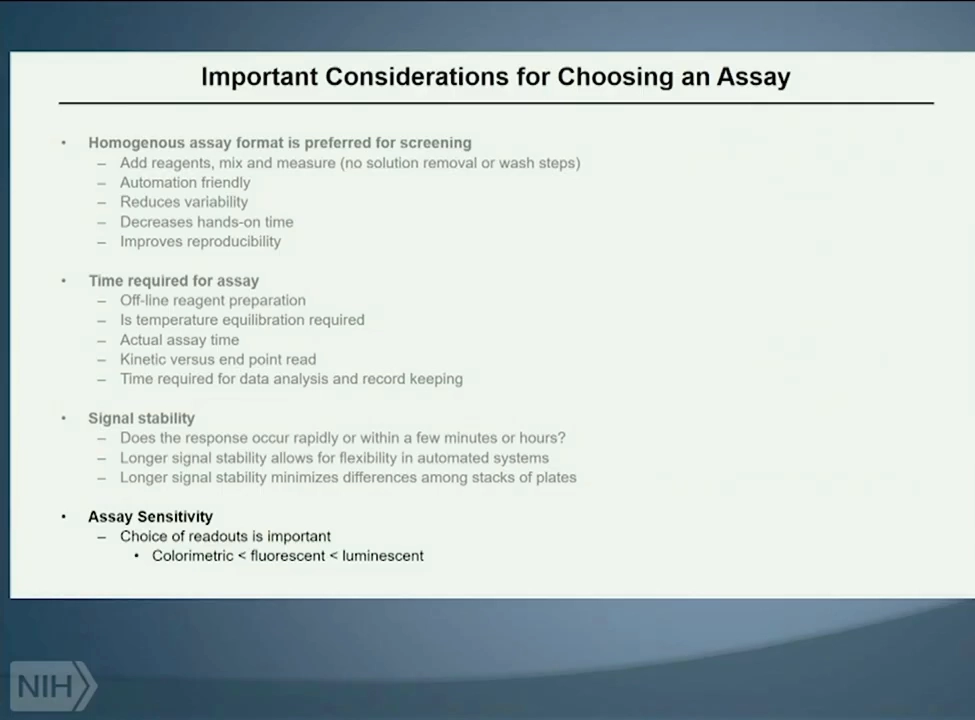 Important Considerations for Choosing an Assay
• Homogenous assay format is preferred for screening
– Add reagents, mix and measure (no solution removal or wash steps)
– Automation friendly
– Reduces variability
– Decreases hands-on time
– Improves reproducibility
• Time required for assay
– Off-line reagent preparation
– Is temperature equilibration required
– Actual assay time
– Kinetic versus end point read
– Time required for data analysis and record keeping
• Signal stability
– Does the response occur rapidly or within a few minutes or hours?
– Longer signal stability allows for flexibility in automated systems
– Longer signal stability minimizes differences among stacks of plates
• Assay Sensitivity
– Choice of readouts is important
• Colorimetric < fluorescent < luminescent
NIH